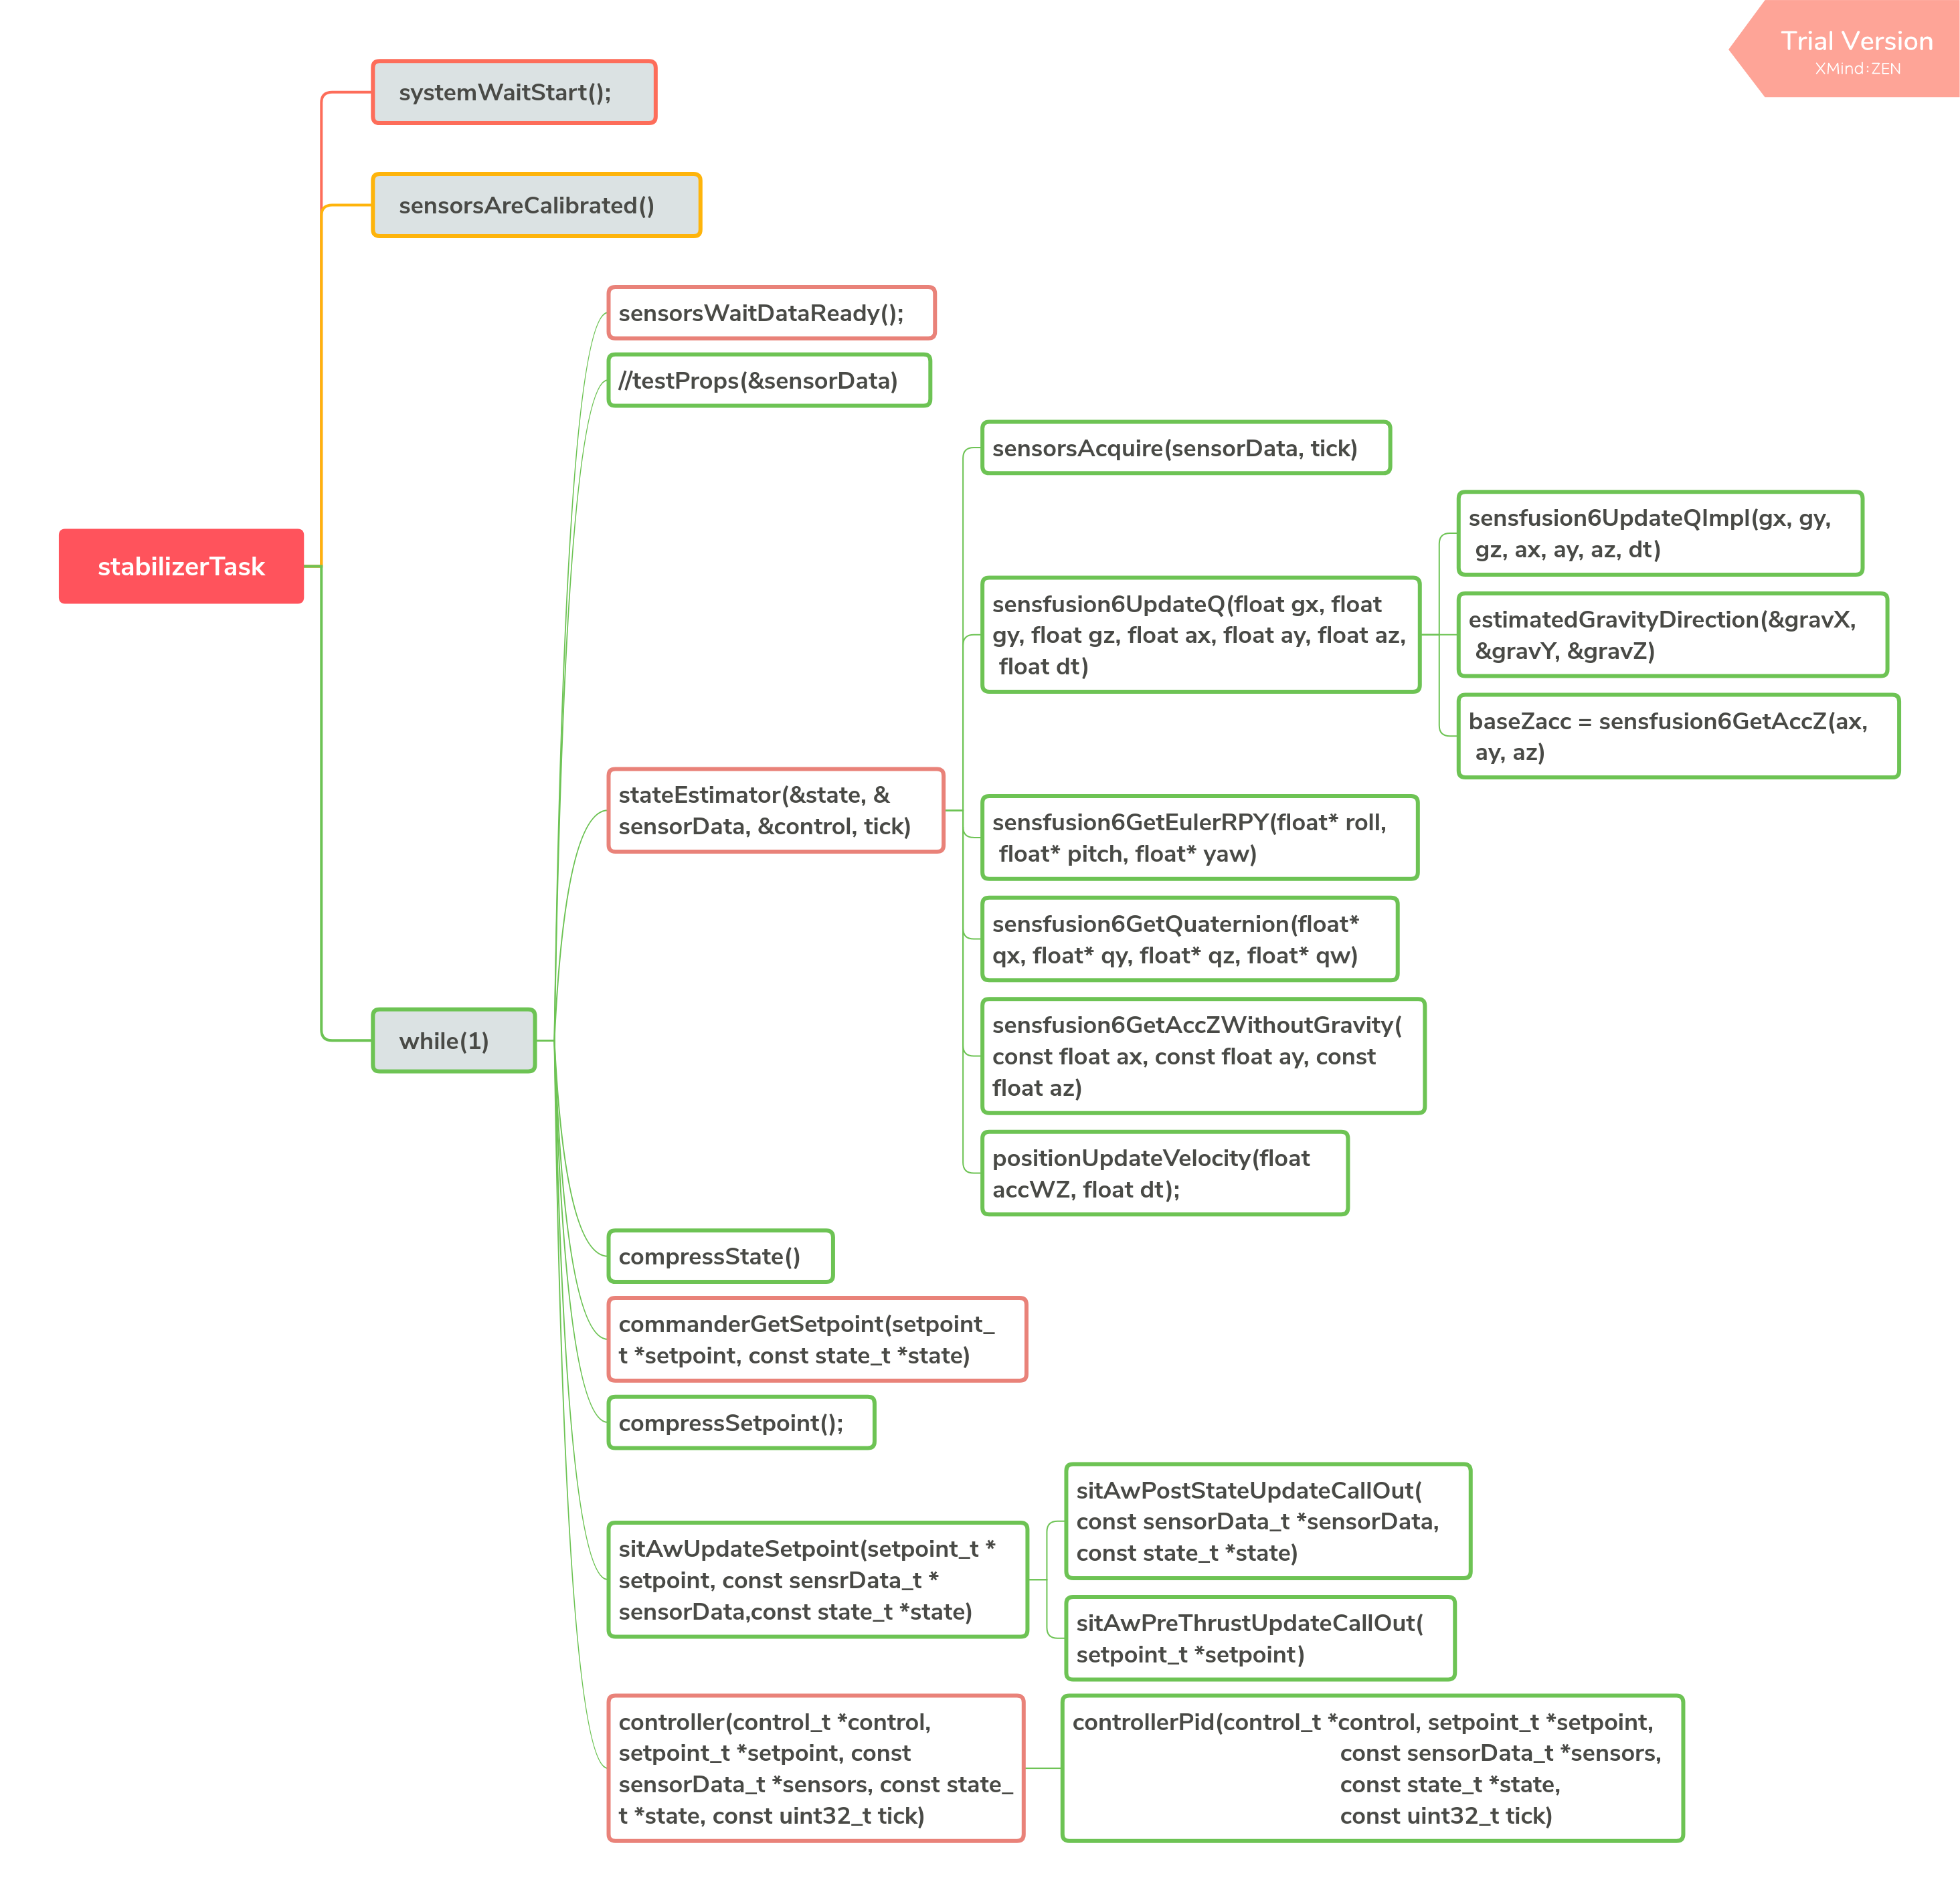 Trial Version
XMind:ZEN
systemWaitStart();
sensorsAreCalibrated()
stabilizerTask
while(1)
sensorsWaitDataReady();
//testProps(&sensorData)
stateEstimator(&state, &
sensorData, &control, tick)
sensorsAcquire(sensorData, tick)
sensfusion6UpdateQ(float gx, float
gy, float gz, float ax, float ay, float az,
float dt)
sensfusion6UpdateQImpl(gx, gy,
gz, ax, ay, az, dt)
estimatedGravityDirection(&gravX,
&gravY, &gravZ)
baseZacc = sensfusion6GetAccZ(ax,
ay, az)
sensfusion6GetEulerRPY(float* roll,
float* pitch, float* yaw)
sensfusion6GetQuaternion(float*
qx, float* qy, float* qz, float* qw)
sensfusion6GetAccZWithoutGravity(
const float ax, const float ay, const
float az)
positionUpdateVelocity(float
accWZ, float dt);
compressState()
commanderGetSetpoint(setpoint_
t *setpoint, const state_t *state)
compressSetpoint();
sitAwUpdateSetpoint(setpoint_t *
setpoint, const sensrData_t *
sensorData,const state_t *state)
sitAwPostStateUpdateCallOut(
const sensorData_t *sensorData,
const state_t *state)
sitAwPreThrustUpdateCallOut(
setpoint_t *setpoint)
controller(control_t *control,
setpoint_t *setpoint, const
sensorData_t *sensors, const state_
t *state, const uint32_t tick)
controllerPid(control_t *control, setpoint_t *setpoint,
const sensorData_t *sensors,
const state_t *state,
const uint32_t tick)